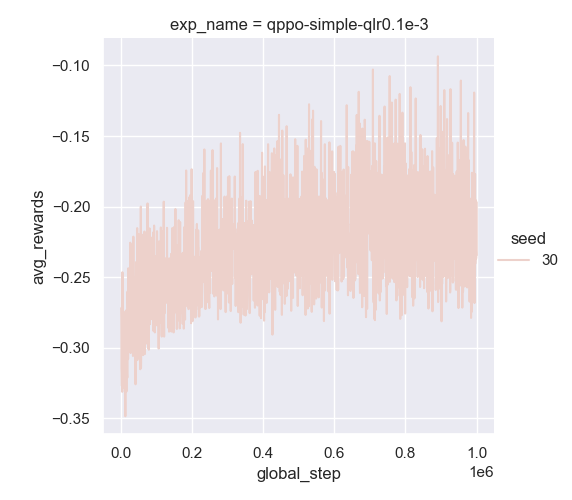 exp_name = qppo-simple-qlr0.1e-3
−0.10
−0.15
−0.20
−0.25
−0.30
−0.35
avg_rewards
0.0 0.2 0.4 0.6 0.8 1.0
1e6
global_step
seed
30